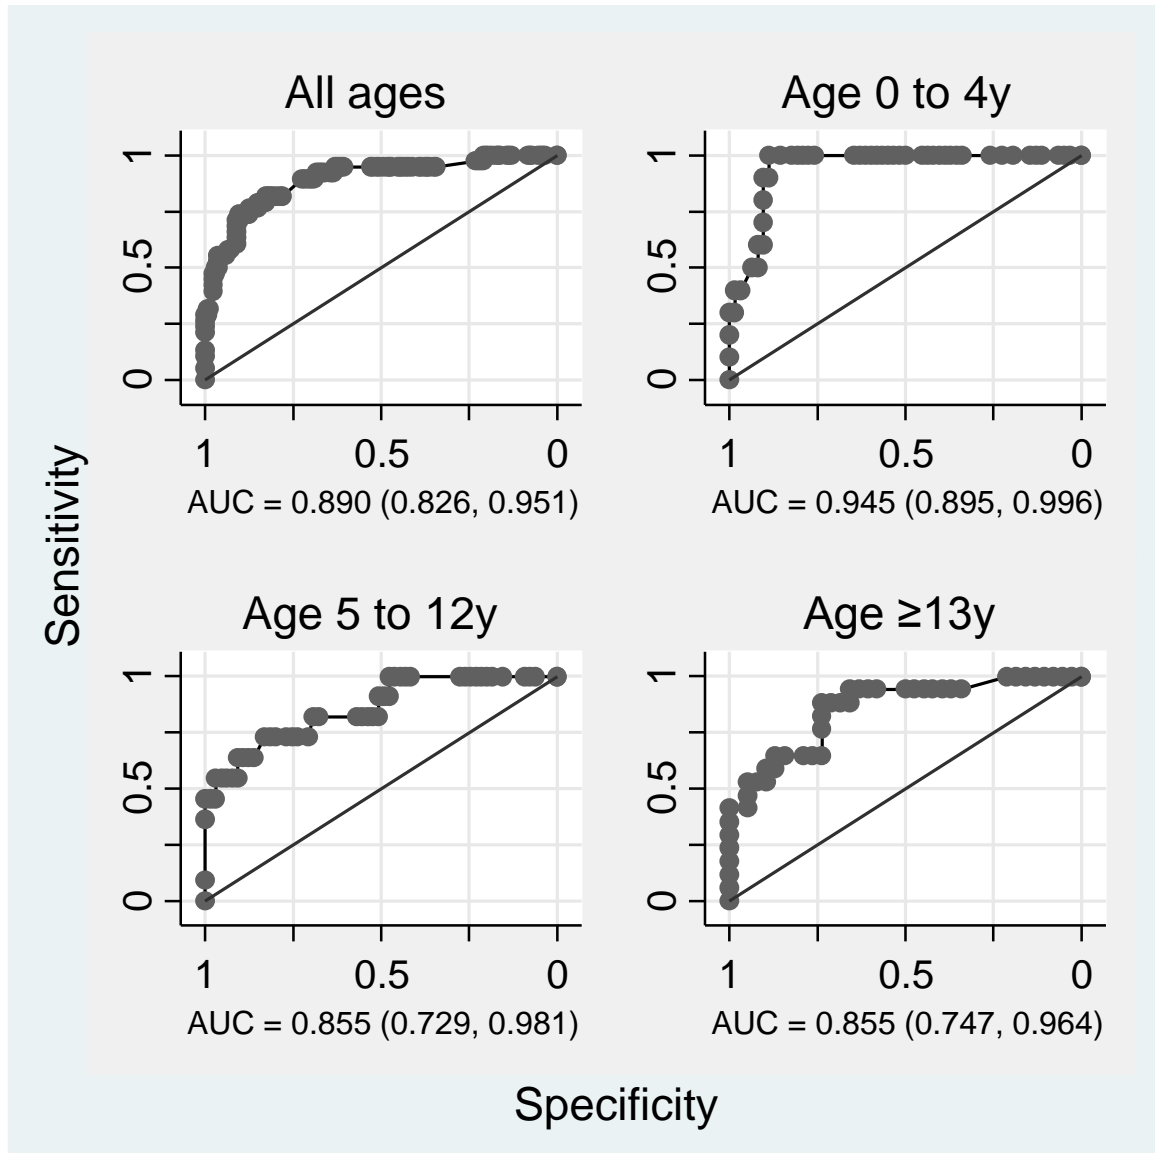 All ages
1
0.5
0
1
0.5
0
AUC = 0.890 (0.826, 0.951)
Age 0 to 4y
1
0.5
0
1
0.5
0
AUC = 0.945 (0.895, 0.996)
Age 5 to 12y
1
0.5
0
1
0.5
0
AUC = 0.855 (0.729, 0.981)
Age ≥13y
1
0.5
0
1
0.5
0
AUC = 0.855 (0.747, 0.964)
Sensitivity
Specificity